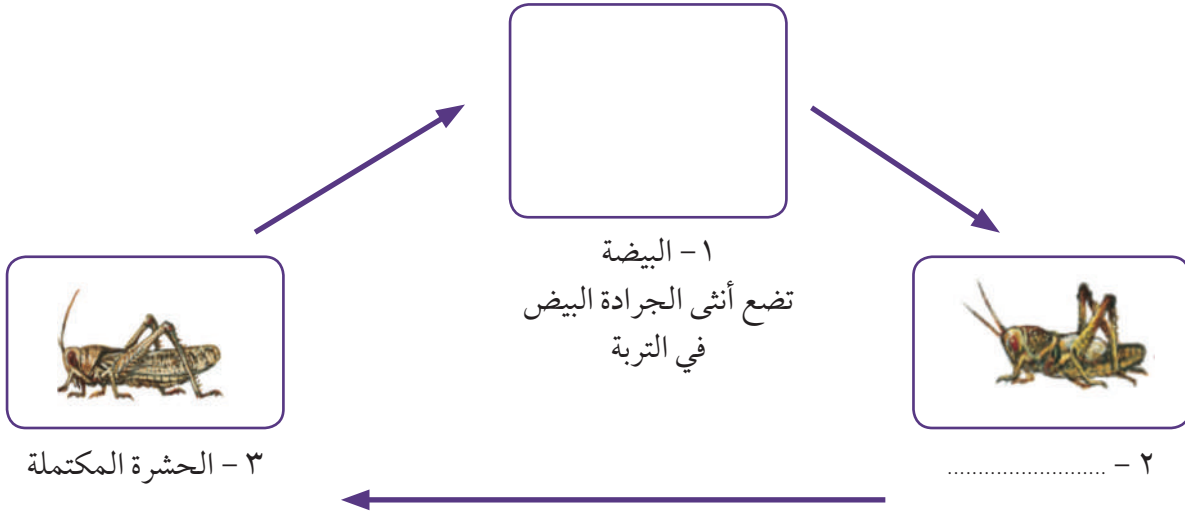 ١ - البيضة
تضع أنثى الجرادة البيض
في التربة
٢ - ..........................
٣ - الحشرة المكتملة